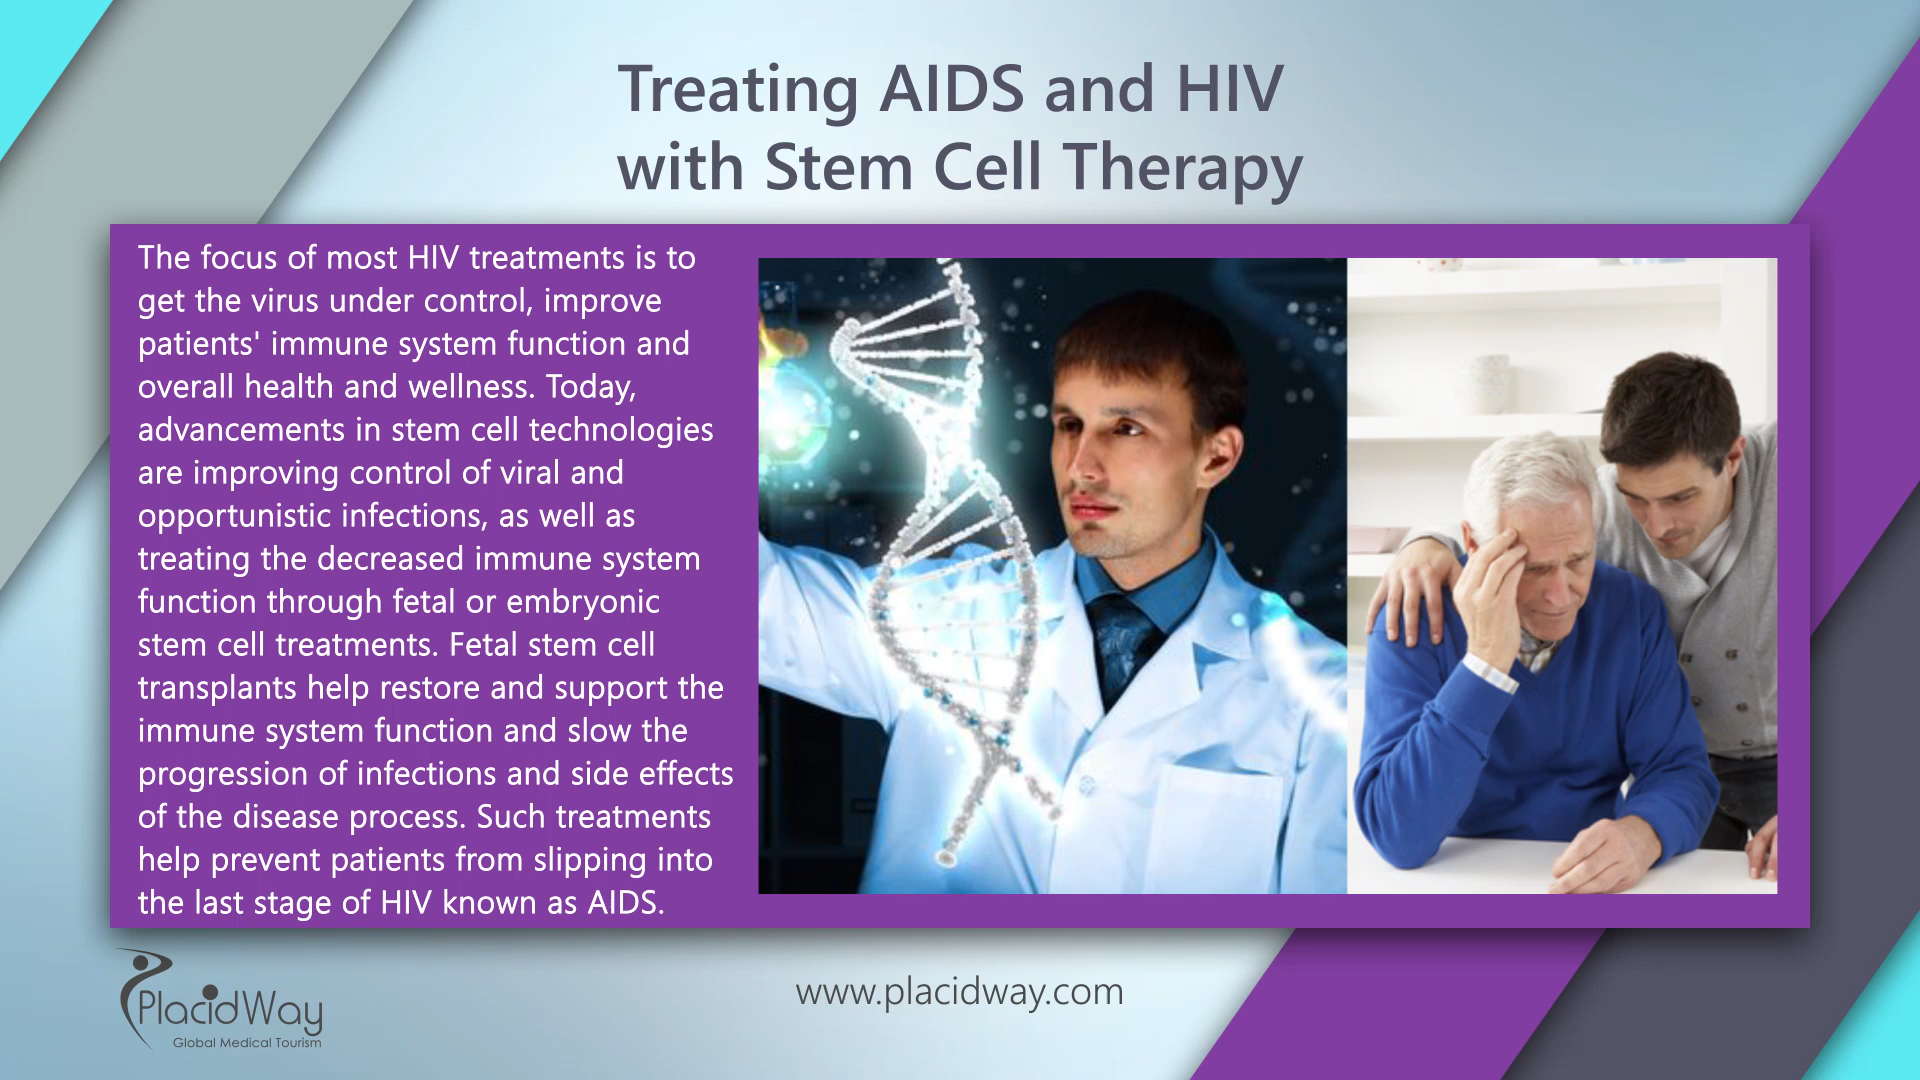 Treating AIDS and HIV
with Stem Cell Therapy
The focus of most HIV treatments is to
get the virus under control, improve
patients' immune system function and
overall health and wellness. Today,
advancements in stem cell technologies
are improving control of viral and
opportunistic infections, as well as
treating the decreased immune system
function through fetal or embryonic
stem cell treatments. Fetal stem cell
transplants help restore and support the
immune system function and slow the
progression of infections and side effects
of the disease process. Such treatments
help prevent patients from slipping into
the last stage of HIV known as AIDS.
PlacidWay
Global Medical Tourism
www.placidway.com